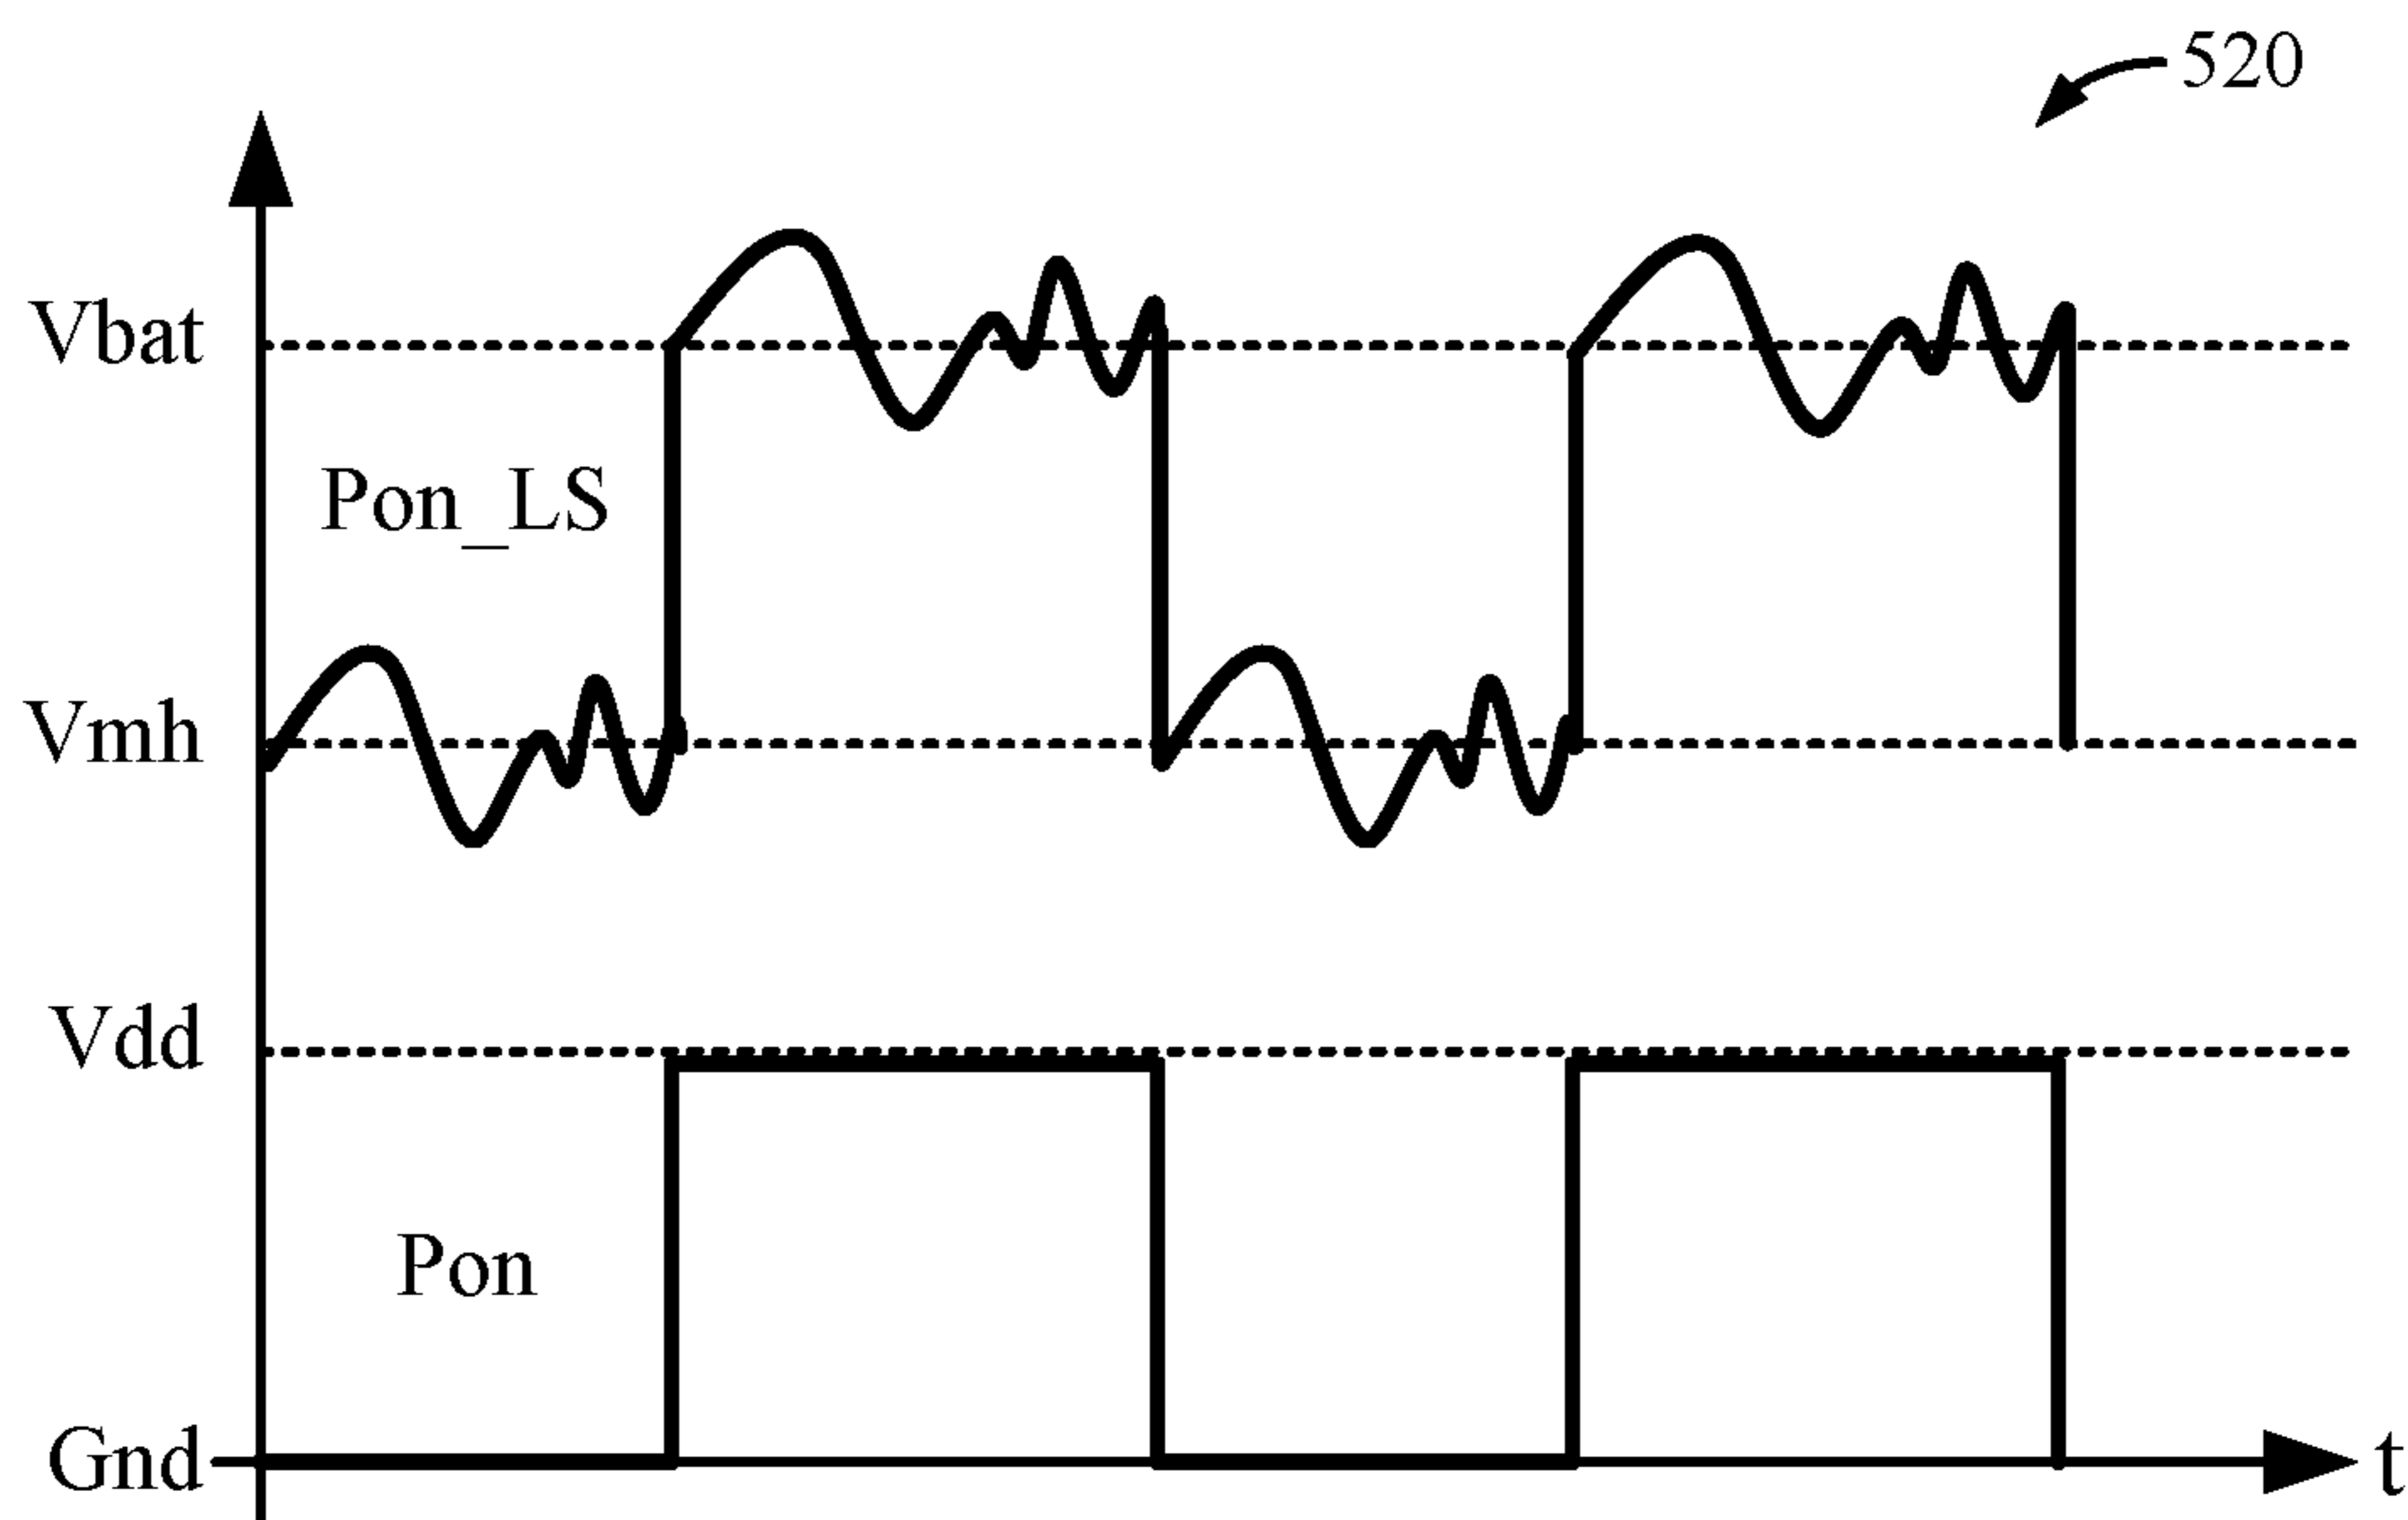 520
Vbat
Pon_LS
Vmh
Vdd
Pon
Gnd
t